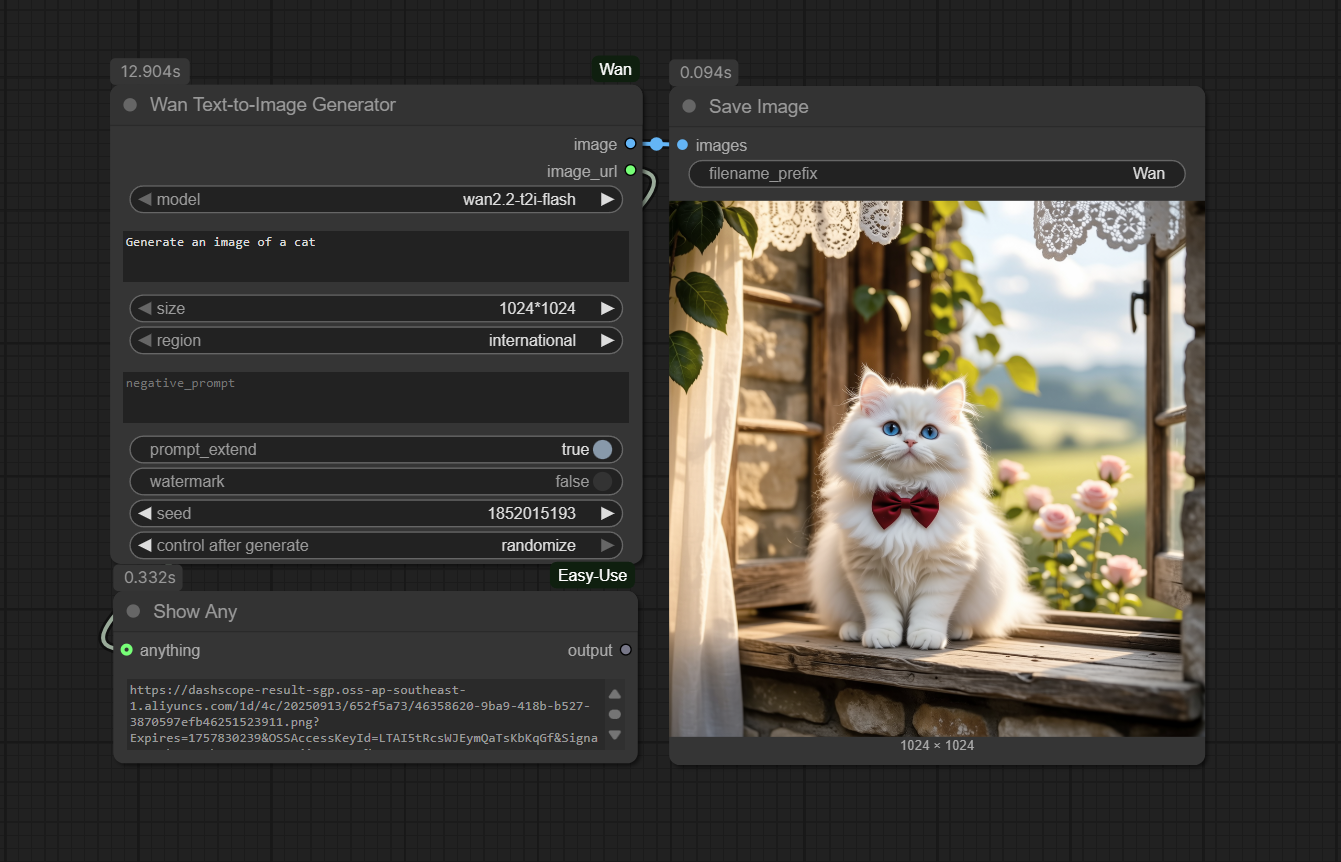 12.904s
Wan
Wan Text-to-Image Generator
image
image_url
model wan2.2-t2i-flash
Generate an image of a cat
size 1024*1024
region international
negative_prompt
prompt_extend true
watermark false
seed 1852015193
control after generate randomize
0.332s
Easy-Use
Show Any
anything output
https://dashscope-result-sgp.oss-ap-southeast-
1.aliyuncs.com/1d/4c/20250913/652f5a73/46358620-9ba9-418b-b527-
3870597efb46251523911.png?
Expires=1757830239&OSSAccessKeyId=LTAI5tRcsWJEymQaTsKbKqGf&Signa
0.094s
Save Image
images
filename_prefix Wan
1024 × 1024